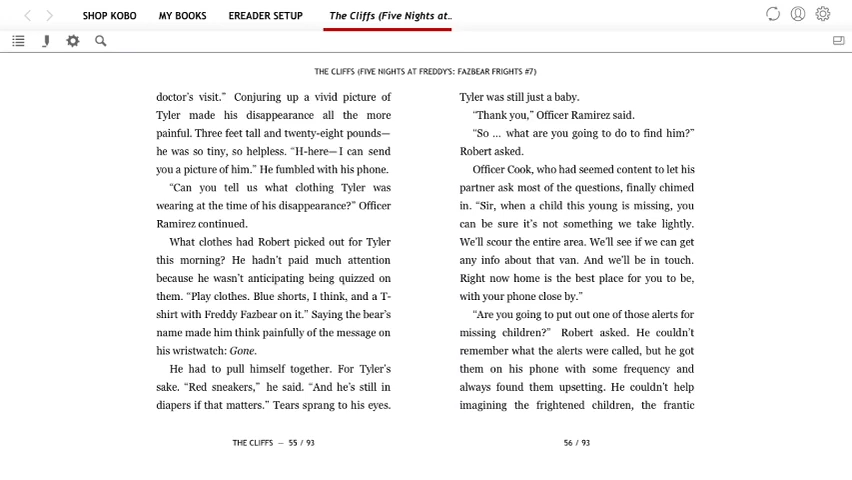 SHOP KOBO
MY BOOKS
EREADER SETUP
The Cliffs (Five Nights at..
THE CLIFFS (FIVE NIGHTS AT FREDDY'S: FAZBEAR FRIGHTS #7)
doctor's visit.” Conjuring up a vivid picture of
Tyler made his disappearance all the more
painful. Three feet tall and twenty-eight pounds—
he was so tiny, so helpless. “H-here—I can send
you a picture of him.” He fumbled with his phone.
“Can you tell us what clothing Tyler was
wearing at the time of his disappearance?” Officer
Ramirez continued.
What clothes had Robert picked out for Tyler
this morning? He hadn't paid much attention
because he wasn't anticipating being quizzed on
them. “Play clothes. Blue shorts, I think, and a T-
shirt with Freddy Fazbear on it.” Saying the bear's
name made him think painfully of the message on
his wristwatch: Gone.
He had to pull himself together. For Tyler's
sake. “Red sneakers,” he said. “And he's still in
diapers if that matters.” Tears sprang to his eyes.
THE CLIFFS — 55 / 93
Tyler was still just a baby.
“Thank you,” Officer Ramirez said.
“So ... what are you going to do to find him?”
Robert asked.
Officer Cook, who had seemed content to let his
partner ask most of the questions, finally chimed
in. “Sir, when a child this young is missing, you
can be sure it's not something we take lightly.
We'll scour the entire area. We'll see if we can get
any info about that van. And we'll be in touch.
Right now home is the best place for you to be,
with your phone close by.”
“Are you going to put out one of those alerts for
missing children?” Robert asked. He couldn't
remember what the alerts were called, but he got
them on his phone with some frequency and
always found them upsetting. He couldn't help
imagining the frightened children, the frantic
56 / 93